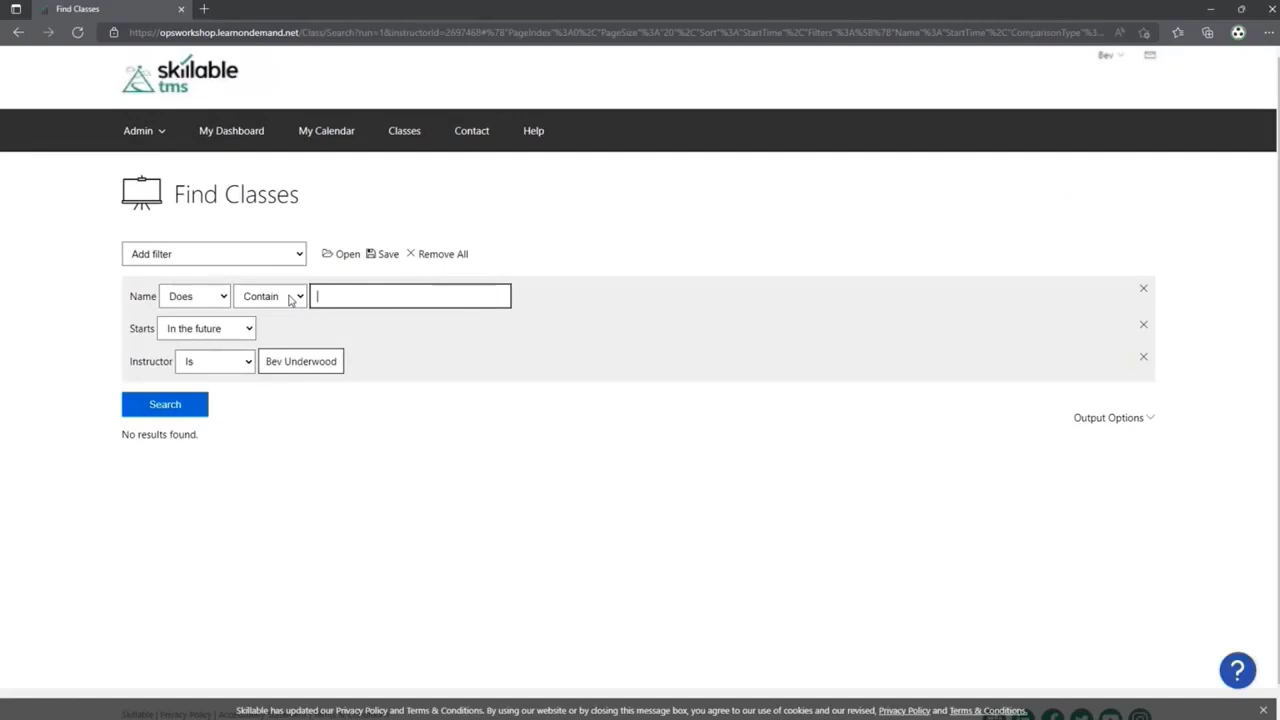 Find Classes
https://opsworkshop.learnondemand.net/Class/Search?run=1&instructorId=269746B#%7B"PageIndex"%3A0%2C"PageSize"%3A"20"%2C"Sort"%3A"StartTime"%2C"Filters"%3A%5B%7B"Name"%3A"StartTime"%2C"ComparisonType"%...
skillable
tms
Bev
Admin
My Dashboard
My Calendar
Classes
Contact
Help
Find Classes
Add filter
Open
Save
Remove All
Name Does Contain
Starts In the future
Instructor Is Bev Underwood
Search
Output Options
No results found.
?
Skillable has updated our Privacy Policy and Terms & Conditions. By using our website or by closing this message box, you agree to our use of cookies and our revised, Privacy Policy and Terms & Conditions.
Skillable | Privacy Policy |